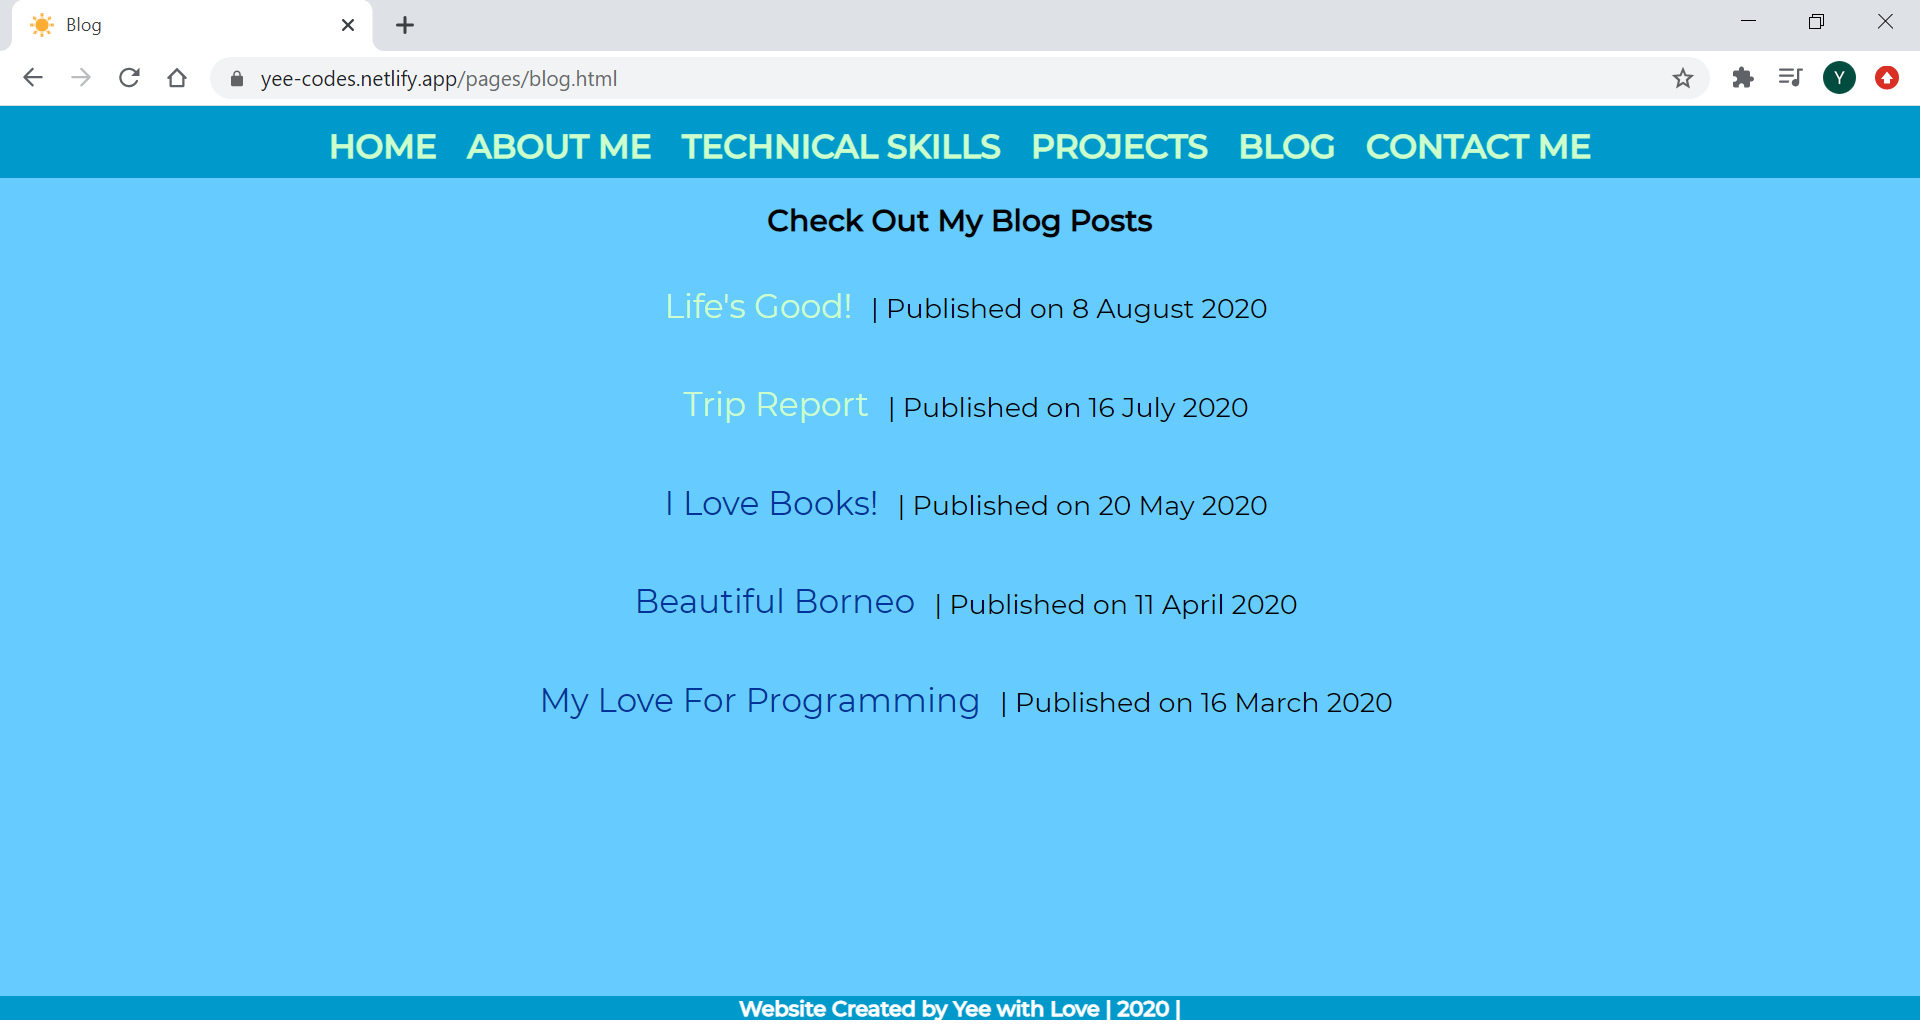 Blog
yee-codes.netlify.app/pages/blog.html
Y
HOME ABOUT ME TECHNICAL SKILLS PROJECTS BLOG CONTACT ME
Check Out My Blog Posts
Life's Good! | Published on 8 August 2020
Trip Report | Published on 16 July 2020
I Love Books! | Published on 20 May 2020
Beautiful Borneo | Published on 11 April 2020
My Love For Programming | Published on 16 March 2020
Website Created by Yee with Love | 2020 |